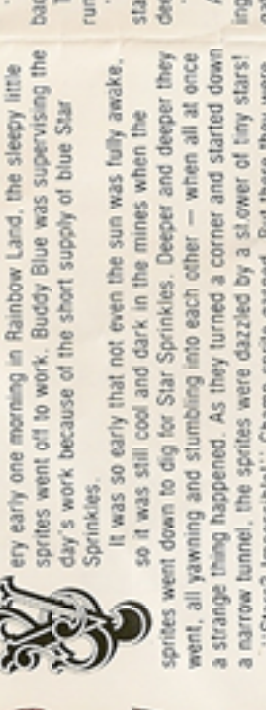 ery early one morning in Rainbow Land, the sleepy little
sprites went off to work. Buddy Blue was supervising the
day's work because of the short supply of blue Star
Sprinkles.
It was so early that not even the sun was fully awake,
so it was still cool and dark in the mines when the
sprites went down to dig for Star Sprinkles. Deeper and deeper they
went, all yawning and stumbling into each other — when all at once
a strange thing happened. As they turned a corner and started down
a narrow tunnel, the sprites were dazzled by a shower of tiny stars!